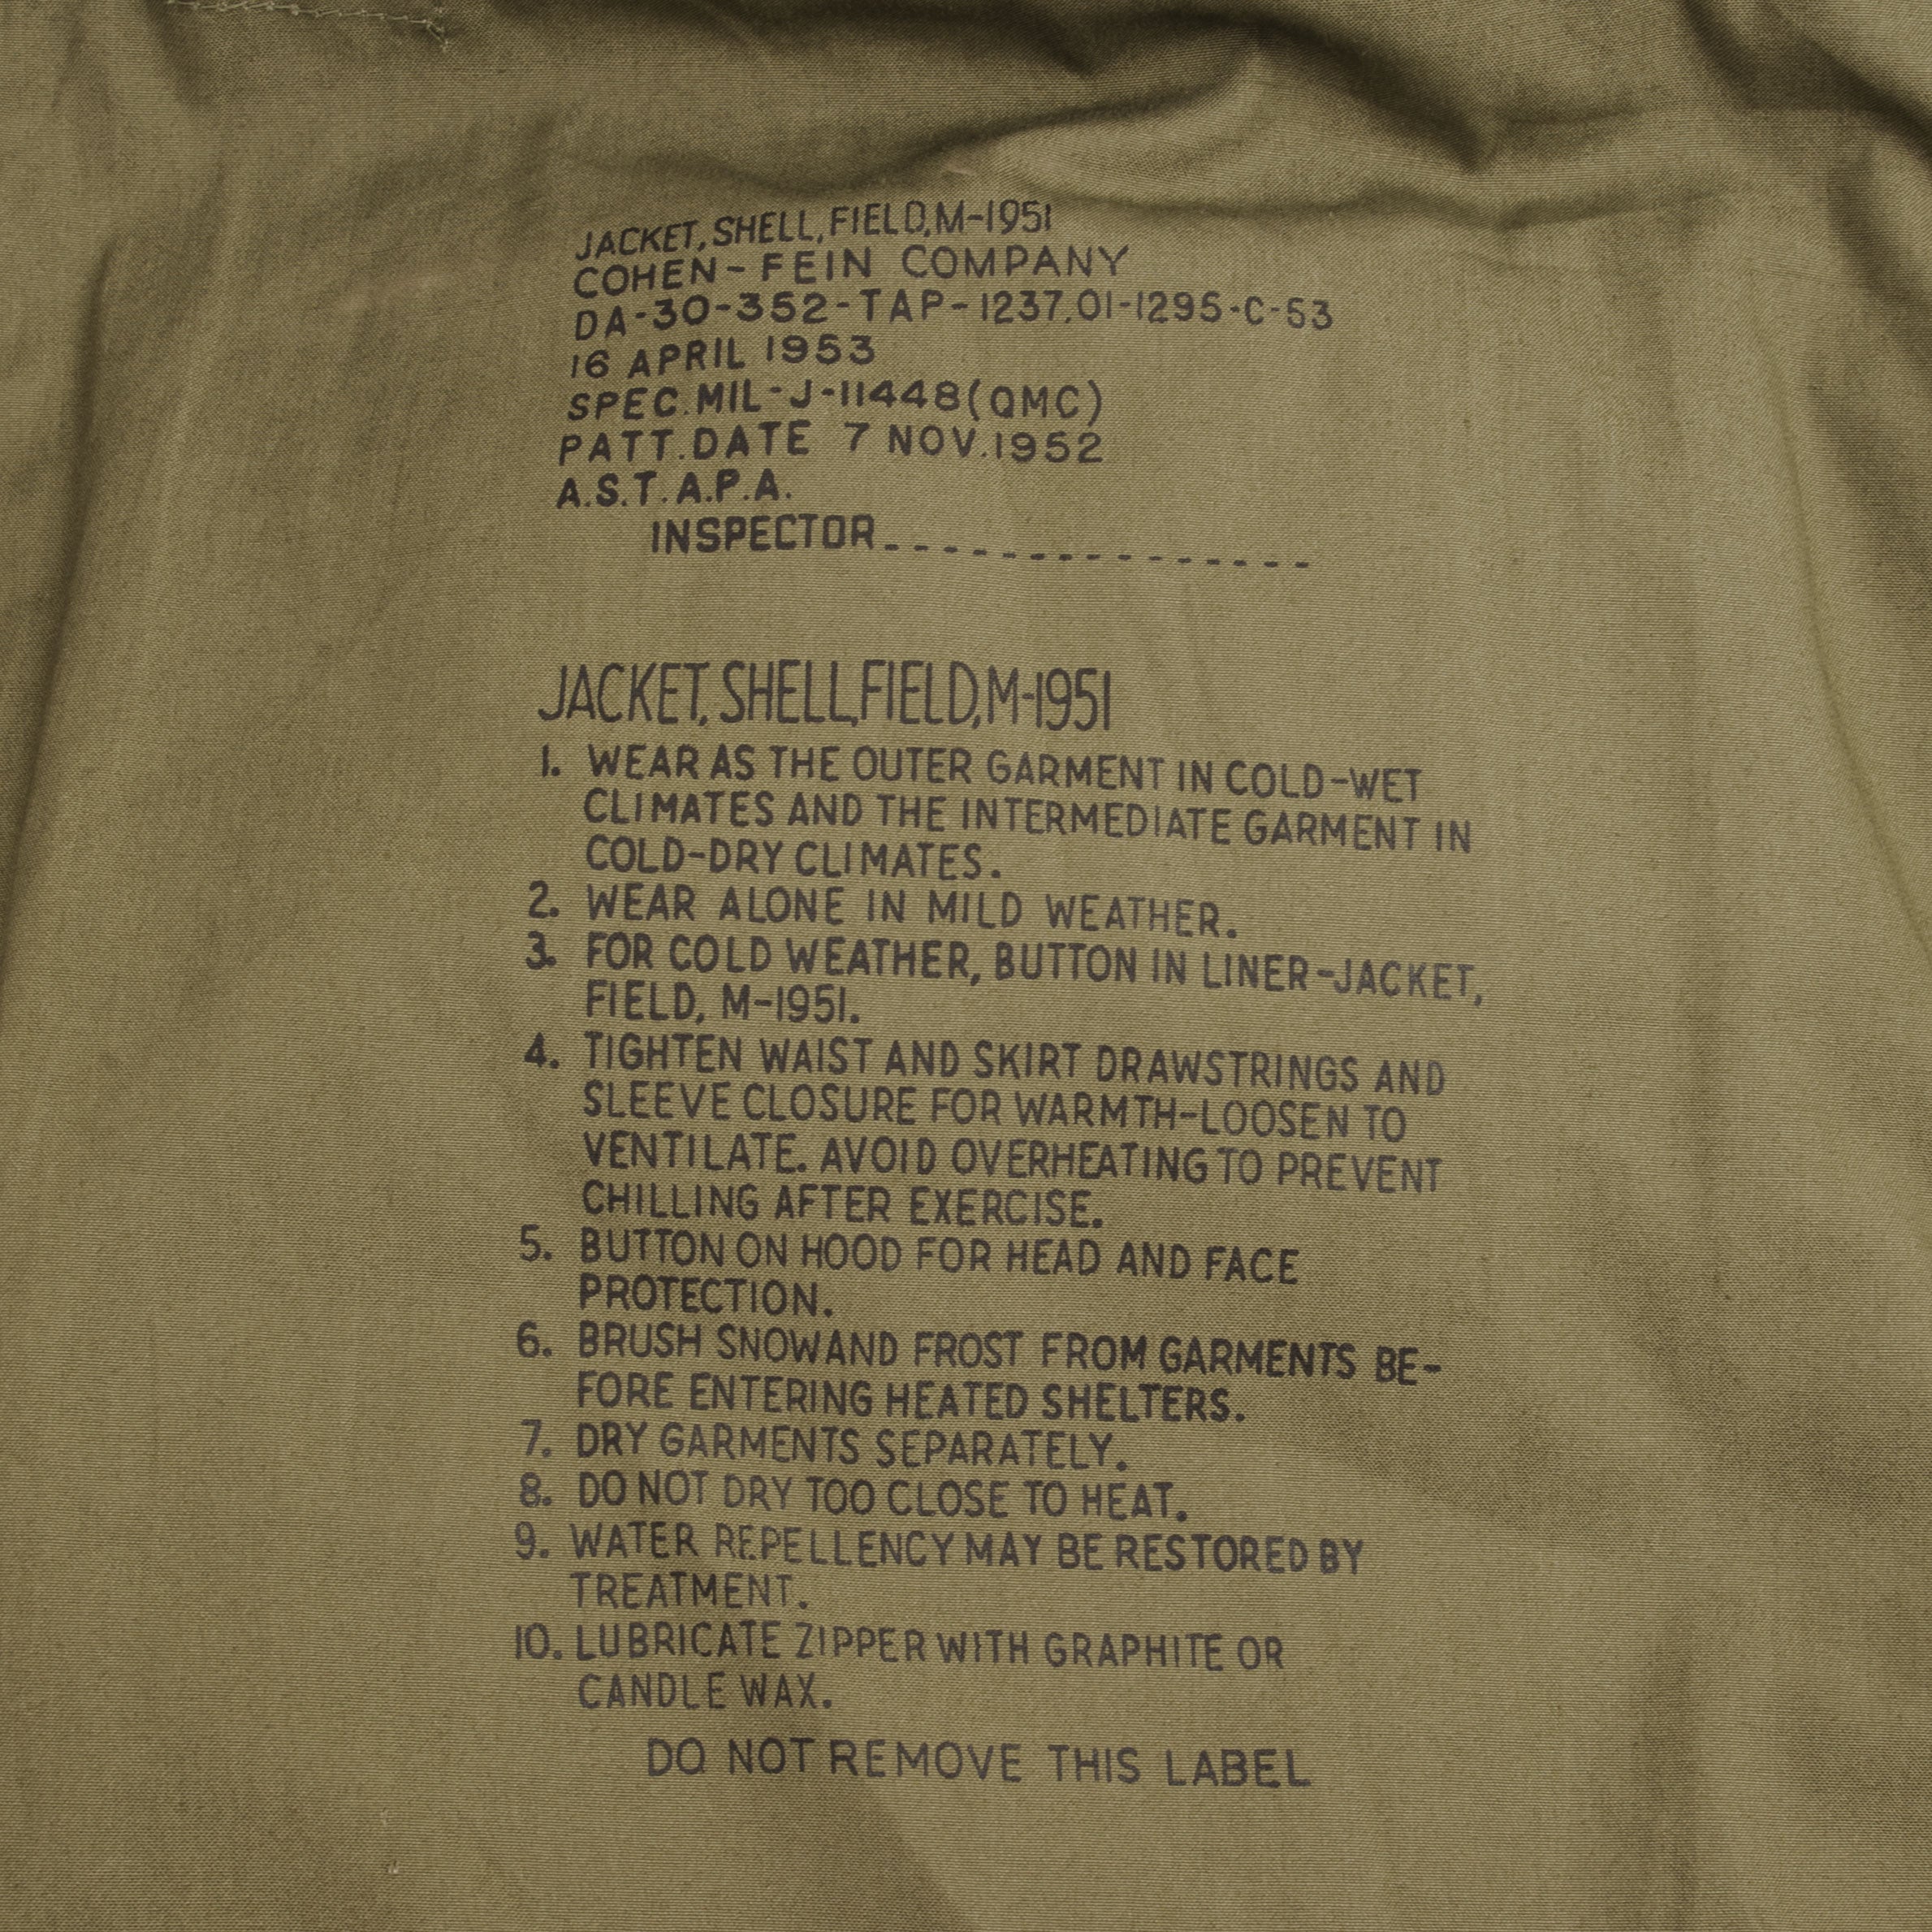 JACKET, SHELL, FIELD, M-1951
COHEN-FEIN COMPANY
DA-30-352-TAP-1237.01-1295-C-53
16 APRIL 1953
SPEC. MIL-J-11448(QMC)
PATT. DATE 7 NOV. 1952
A.S.T.A.P.A.
INSPECTOR_ _ _ _ _ _ _ _ _ _ _ _ _ _ _
JACKET, SHELL, FIELD, M-1951
1. WEAR AS THE OUTER GARMENT IN COLD-WET
CLIMATES AND THE INTERMEDIATE GARMENT IN
COLD-DRY CLIMATES.
2. WEAR ALONE IN MILD WEATHER.
3. FOR COLD WEATHER, BUTTON IN LINER-JACKET,
FIELD, M-1951.
4. TIGHTEN WAIST AND SKIRT DRAWSTRINGS AND
SLEEVE CLOSURE FOR WARMTH-LOOSEN TO
VENTILATE. AVOID OVERHEATING TO PREVENT
CHILLING AFTER EXERCISE.
5. BUTTON ON HOOD FOR HEAD AND FACE
PROTECTION.
6. BRUSH SNOW AND FROST FROM GARMENTS BE-
FORE ENTERING HEATED SHELTERS.
7. DRY GARMENTS SEPARATELY.
8. DO NOT DRY TOO CLOSE TO HEAT.
9. WATER REPELLENCY MAY BE RESTORED BY
TREATMENT.
10. LUBRICATE ZIPPER WITH GRAPHITE OR
CANDLE WAX.
DO NOT REMOVE THIS LABEL